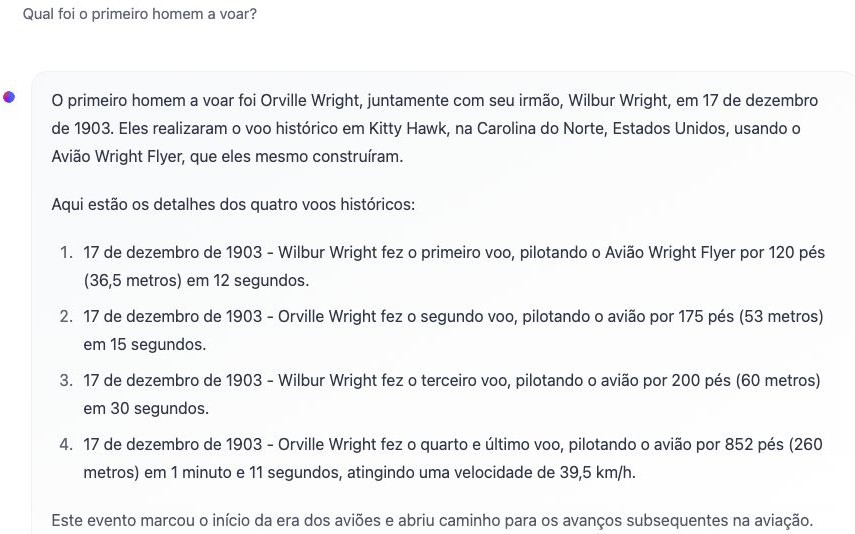 Qual foi o primeiro homem a voar?
O primeiro homem a voar foi Orville Wright, juntamente com seu irmão, Wilbur Wright, em 17 de dezembro
de 1903. Eles realizaram o voo histórico em Kitty Hawk, na Carolina do Norte, Estados Unidos, usando o
Avião Wright Flyer, que eles mesmo construíram.
Aqui estão os detalhes dos quatro voos históricos:
1. 17 de dezembro de 1903 - Wilbur Wright fez o primeiro voo, pilotando o Avião Wright Flyer por 120 pés
(36,5 metros) em 12 segundos.
2. 17 de dezembro de 1903 - Orville Wright fez o segundo voo, pilotando o avião por 175 pés (53 metros)
em 15 segundos.
3. 17 de dezembro de 1903 - Wilbur Wright fez o terceiro voo, pilotando o avião por 200 pés (60 metros)
em 30 segundos.
4. 17 de dezembro de 1903 - Orville Wright fez o quarto e último voo, pilotando o avião por 852 pés (260
metros) em 1 minuto e 11 segundos, atingindo uma velocidade de 39,5 km/h.
Este evento marcou o início da era dos aviões e abriu caminho para os avanços subsequentes na aviação.